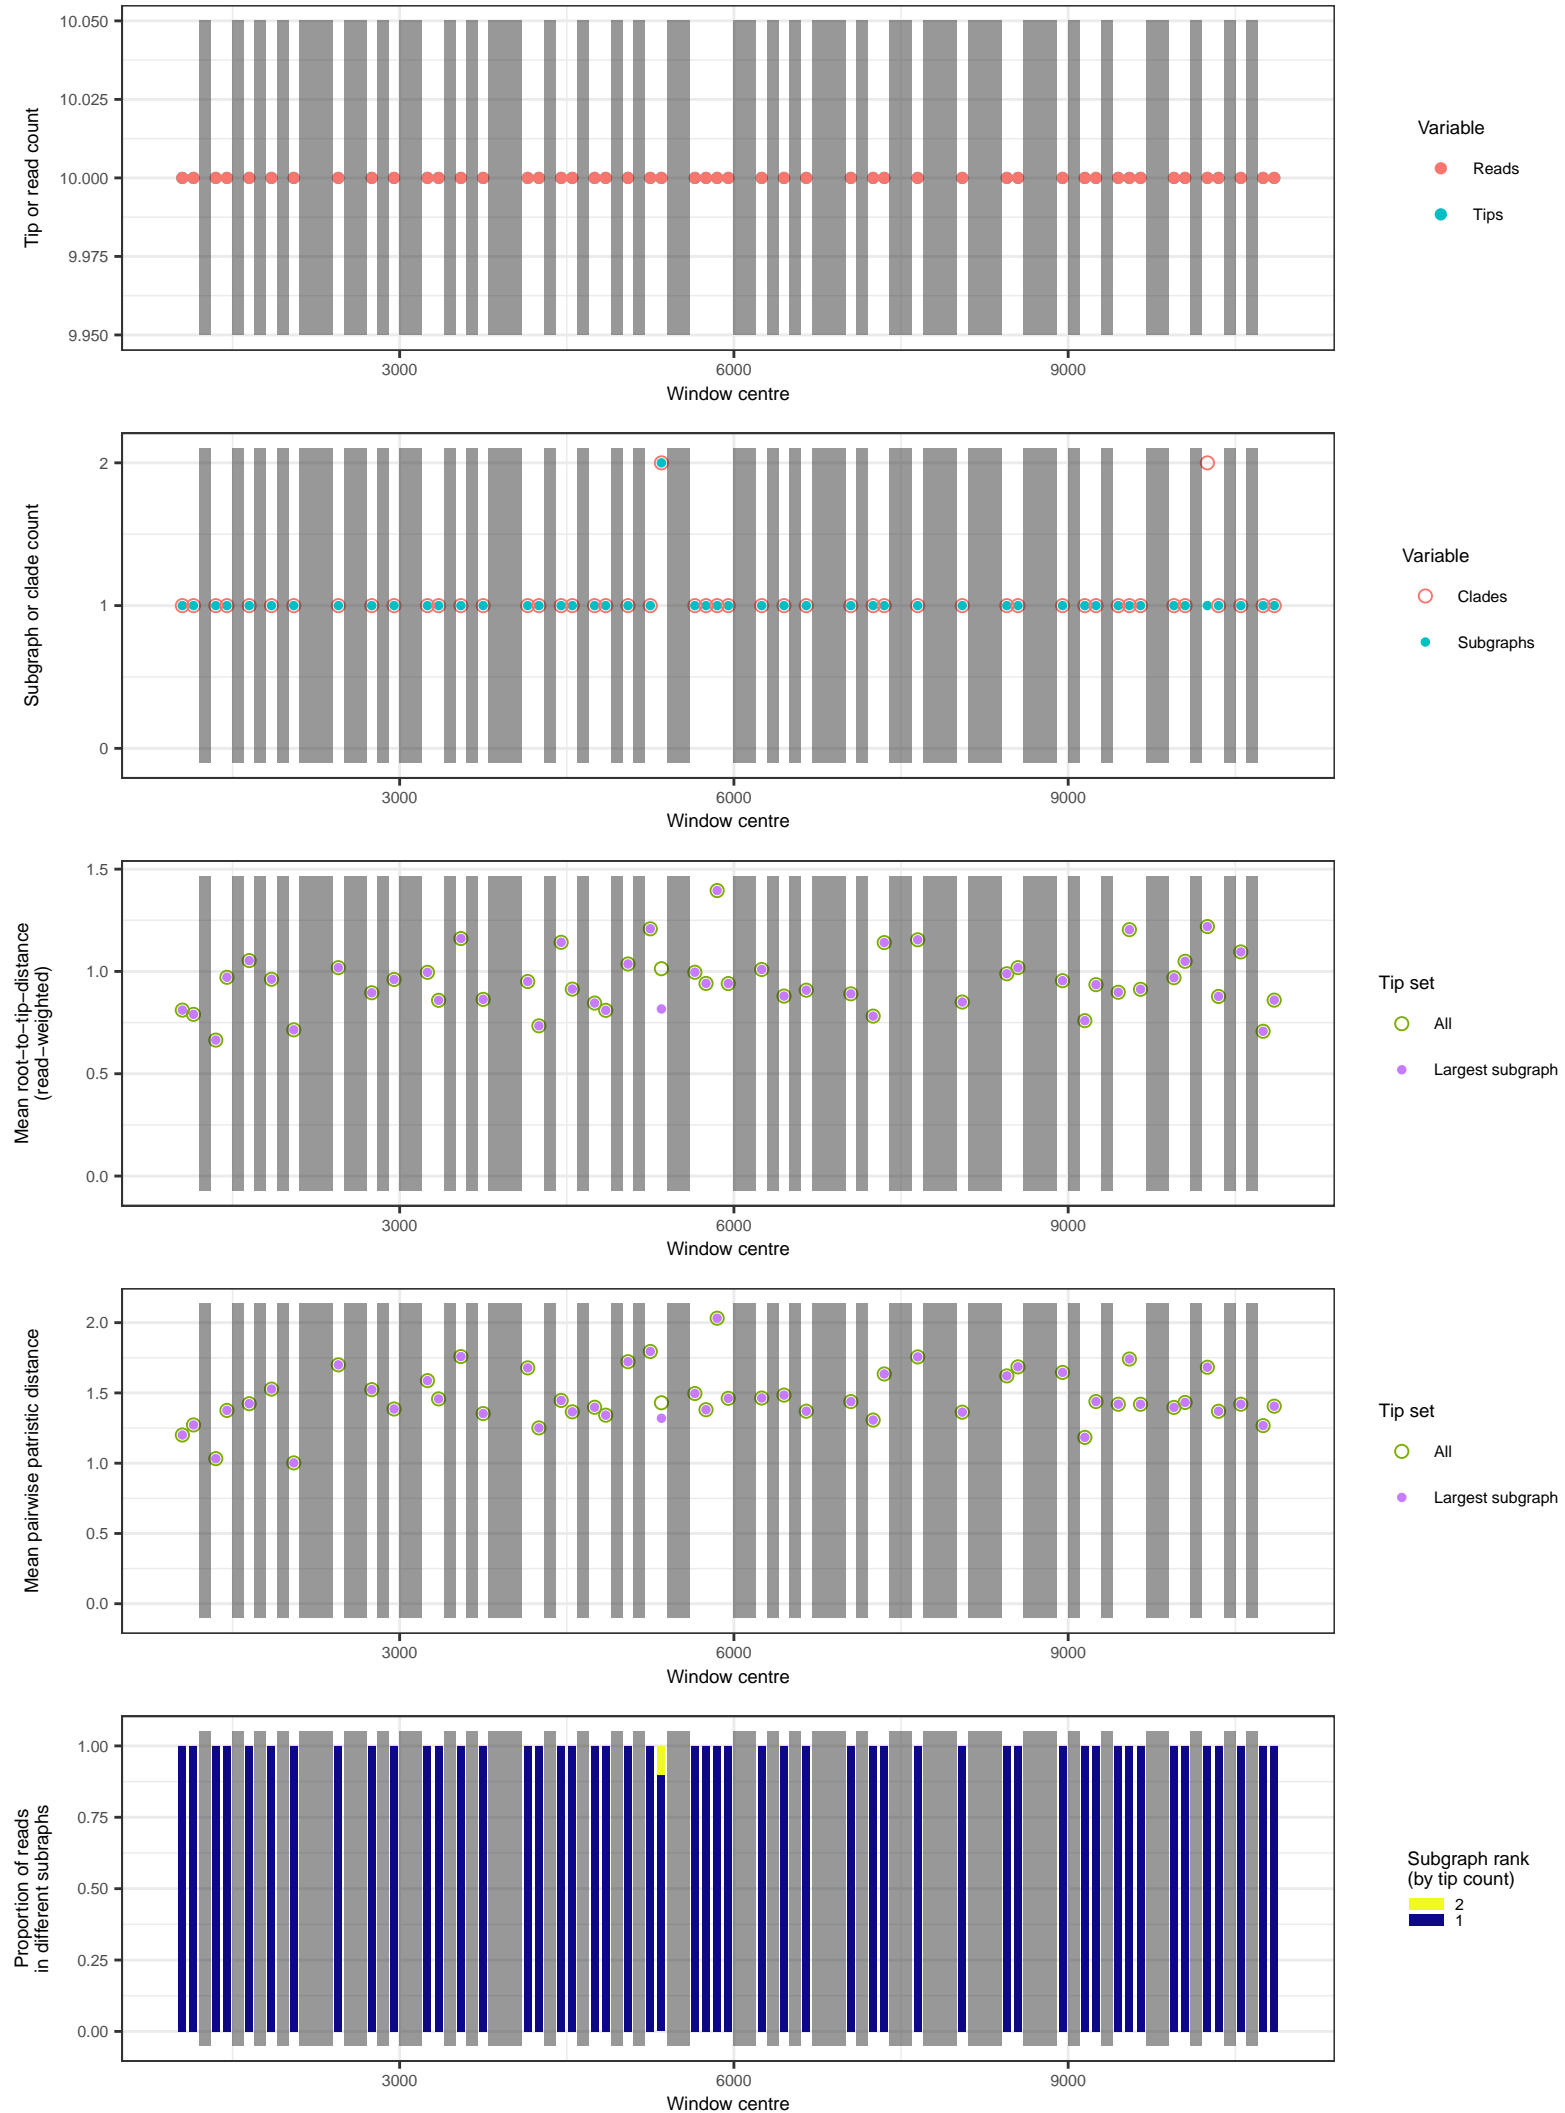 10.050
10.025
10.000
9.975
9.950
Tip or read count
3000 6000 9000
Window centre
Variable
Reads
Tips
2
1
0
Subgraph or clade count
3000 6000 9000
Window centre
Variable
Clades
Subgraphs
1.5
1.0
0.5
0.0
Mean root−to−tip−distance
(read−weighted)
3000 6000 9000
Window centre
Tip set
All
Largest subgraph
2.0
1.5
1.0
0.5
0.0
Mean pairwise patristic distance
3000 6000 9000
Window centre
Tip set
All
Largest subgraph
1.00
0.75
0.50
0.25
0.00
Proportion of reads
in different subraphs
3000 6000 9000
Window centre
Subgraph rank
(by tip count)
2
1